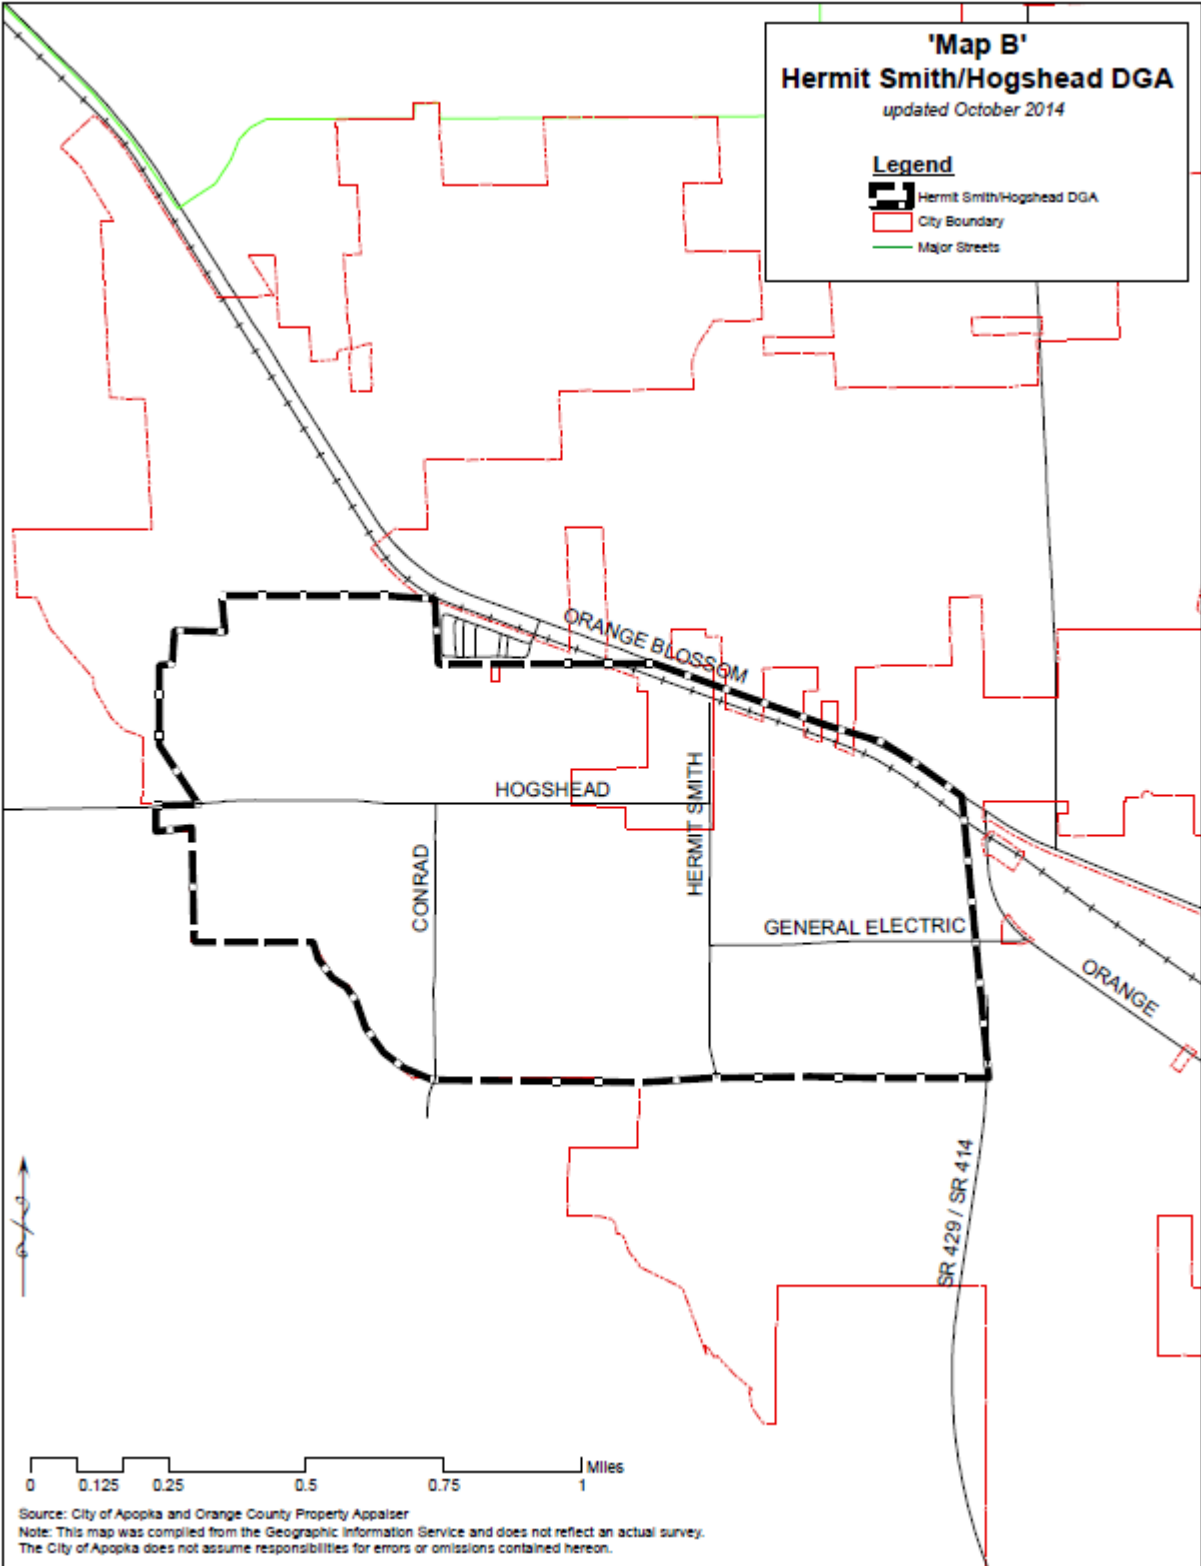 'Map B'
Hermit Smith/Hogshead DGA
updated October 2014
Legend
Hermit Smith/Hogshead DGA
City Boundary
Major Streets
ORANGE BLOSSOM
HOGSHEAD
HERMIT SMITH
CONRAD
GENERAL ELECTRIC
ORANGE
SR 429 / SR 414
Miles
0 0.125 0.25 0.5 0.75 1
Source: City of Apopka and Orange County Property Appaiser
Note: This map was compiled from the Geographic Information Service and does not reflect an actual survey.
The City of Apopka does not assume responsibilities for errors or omissions contained hereon.